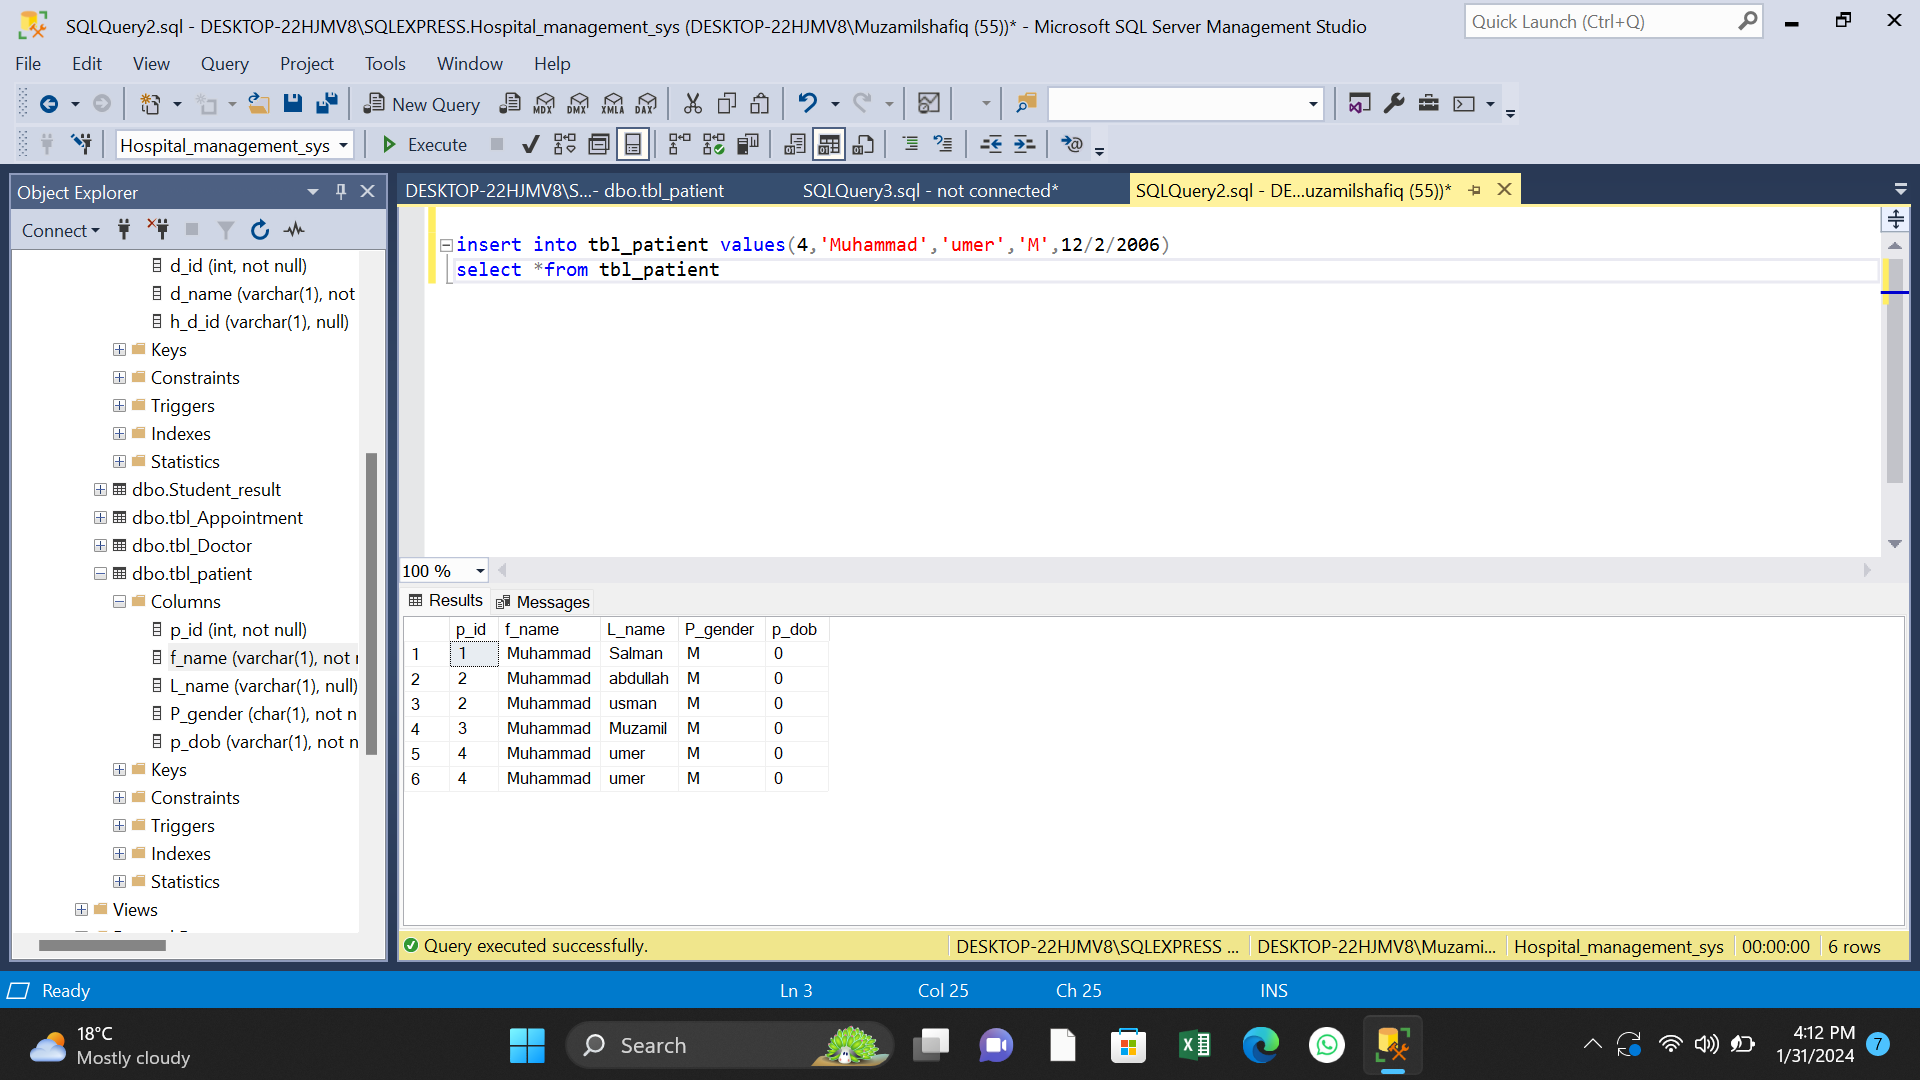 SQLQuery2.sql - DESKTOP-22HJMV8\SQLEXPRESS.Hospital_management_sys (DESKTOP-22HJMV8\Muzamilshafiq (55))* - Microsoft SQL Server Management Studio
Quick Launch (Ctrl+Q)
File Edit View Query Project Tools Window Help
New Query MDX DMX XMLA DAX
Hospital_management_sys Execute
Object Explorer
DESKTOP-22HJMV8\S...- dbo.tbl_patient SQLQuery3.sql - not connected* SQLQuery2.sql - DE...uzamilshafiq (55))*
Connect
d_id (int, not null)
d_name (varchar(1), not
h_d_id (varchar(1), null)
Keys
Constraints
Triggers
Indexes
Statistics
dbo.Student_result
dbo.tbl_Appointment
dbo.tbl_Doctor
dbo.tbl_patient
Columns
p_id (int, not null)
f_name (varchar(1), not
L_name (varchar(1), null)
P_gender (char(1), not n
p_dob (varchar(1), not n
Keys
Constraints
Triggers
Indexes
Statistics
Views
insert into tbl_patient values(4,'Muhammad','umer','M',12/2/2006)
select *from tbl_patient
100 %
Results Messages
p_id f_name L_name P_gender p_dob
1 1 Muhammad Salman M 0
2 2 Muhammad abdullah M 0
3 2 Muhammad usman M 0
4 3 Muhammad Muzamil M 0
5 4 Muhammad umer M 0
6 4 Muhammad umer M 0
Query executed successfully. DESKTOP-22HJMV8\SQLEXPRESS ... DESKTOP-22HJMV8\Muzami... Hospital_management_sys 00:00:00 6 rows
Ready Ln 3 Col 25 Ch 25 INS
18°C
Mostly cloudy
Search
4:12 PM
1/31/2024
7